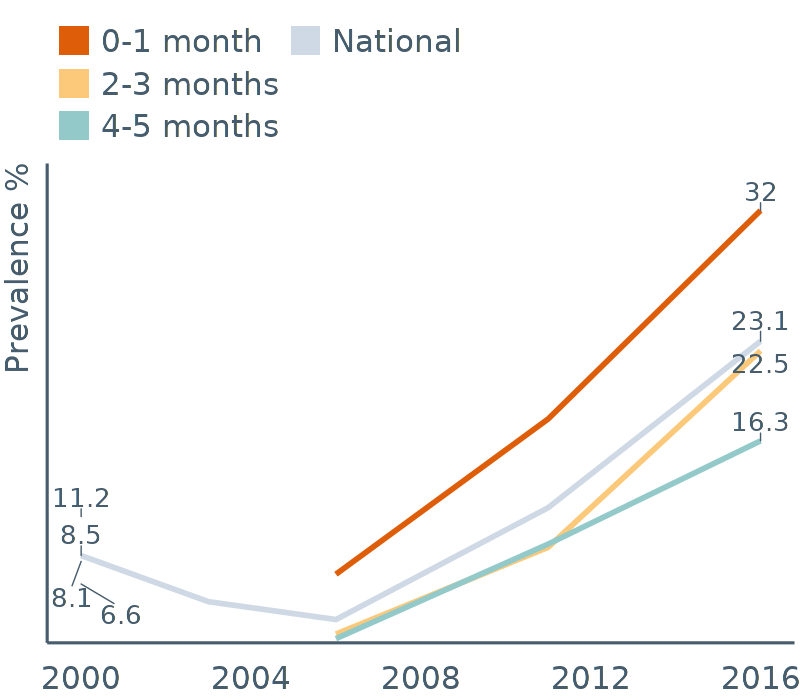 0-1 month
National
2-3 months
4-5 months
Prevalence %
32
23.1
22.5
16.3
11.2
8.5
8.1
6.6
2000 2004 2008 2012 2016